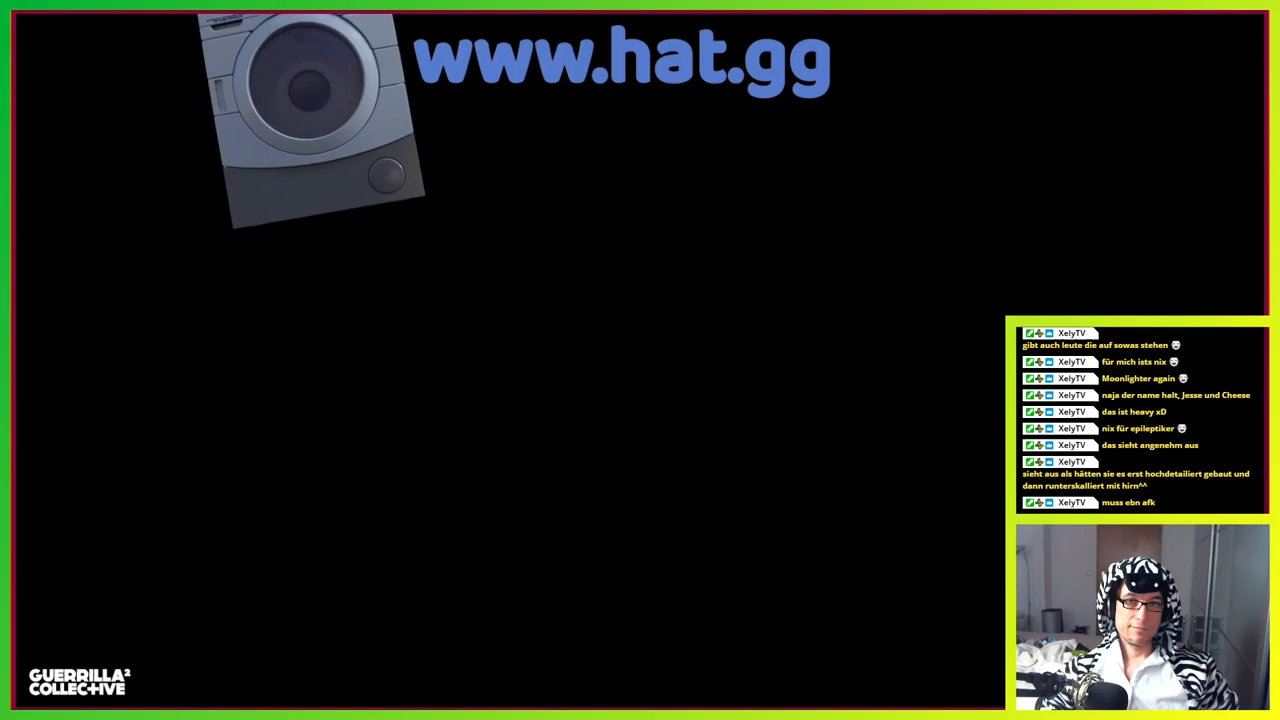 www.hat.gg
XelyTV
gibt auch leute die auf sowas stehen
XelyTV für mich ists nix
XelyTV Moonlighter again
XelyTV naja der name halt, Jesse und Cheese
XelyTV das ist heavy xD
XelyTV nix für epileptiker
XelyTV das sieht angenehm aus
XelyTV
sieht aus als hätten sie es erst hochdetailiert gebaut und
dann runterskalliert mit hirn^^
XelyTV muss ebn afk
GUERRILLA²
COLLECTIVE